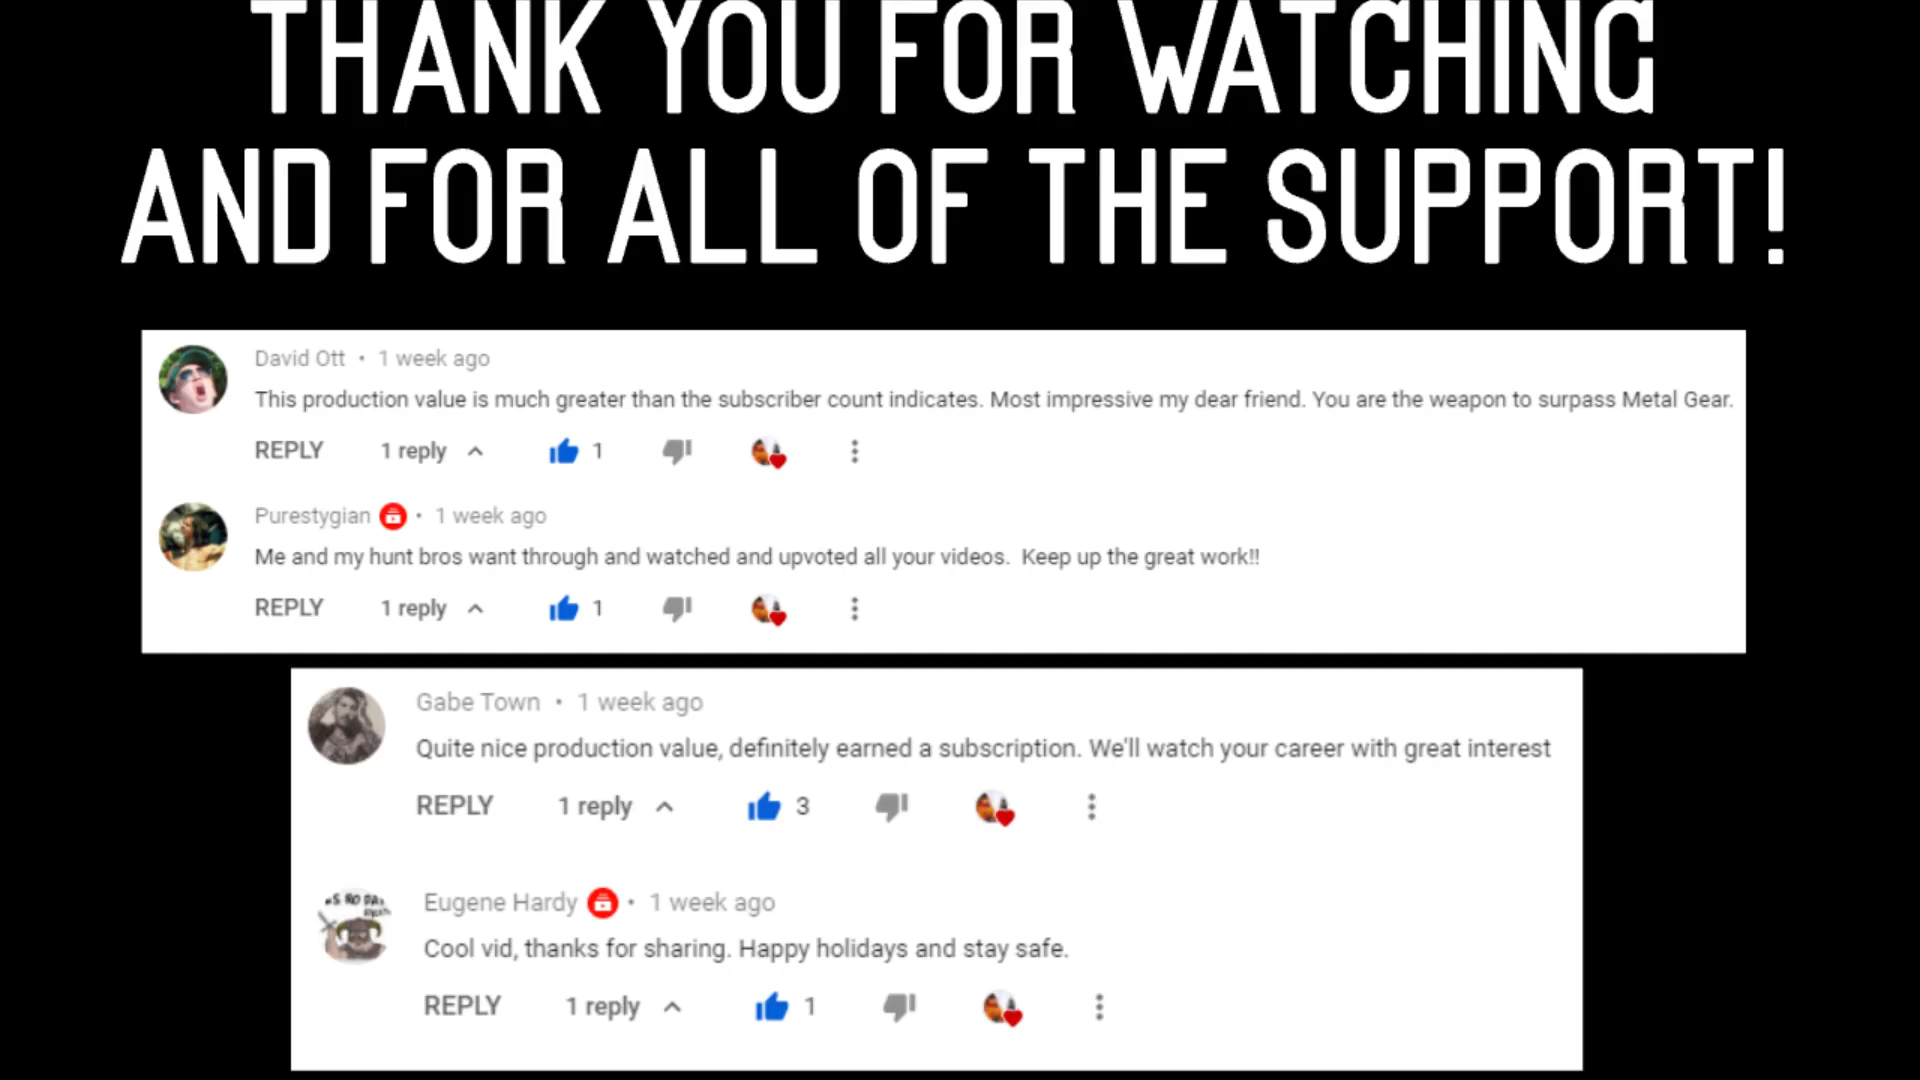 THANK YOU FOR WATCHING
AND FOR ALL OF THE SUPPORT!
David Ott • 1 week ago
This production value is much greater than the subscriber count indicates. Most impressive my dear friend. You are the weapon to surpass Metal Gear.
REPLY 1 reply 1
Purestygian • 1 week ago
Me and my hunt bros want through and watched and upvoted all your videos. Keep up the great work!!
REPLY 1 reply 1
Gabe Town • 1 week ago
Quite nice production value, definitely earned a subscription. We'll watch your career with great interest
REPLY 1 reply 3
Eugene Hardy • 1 week ago
Cool vid, thanks for sharing. Happy holidays and stay safe.
REPLY 1 reply 1